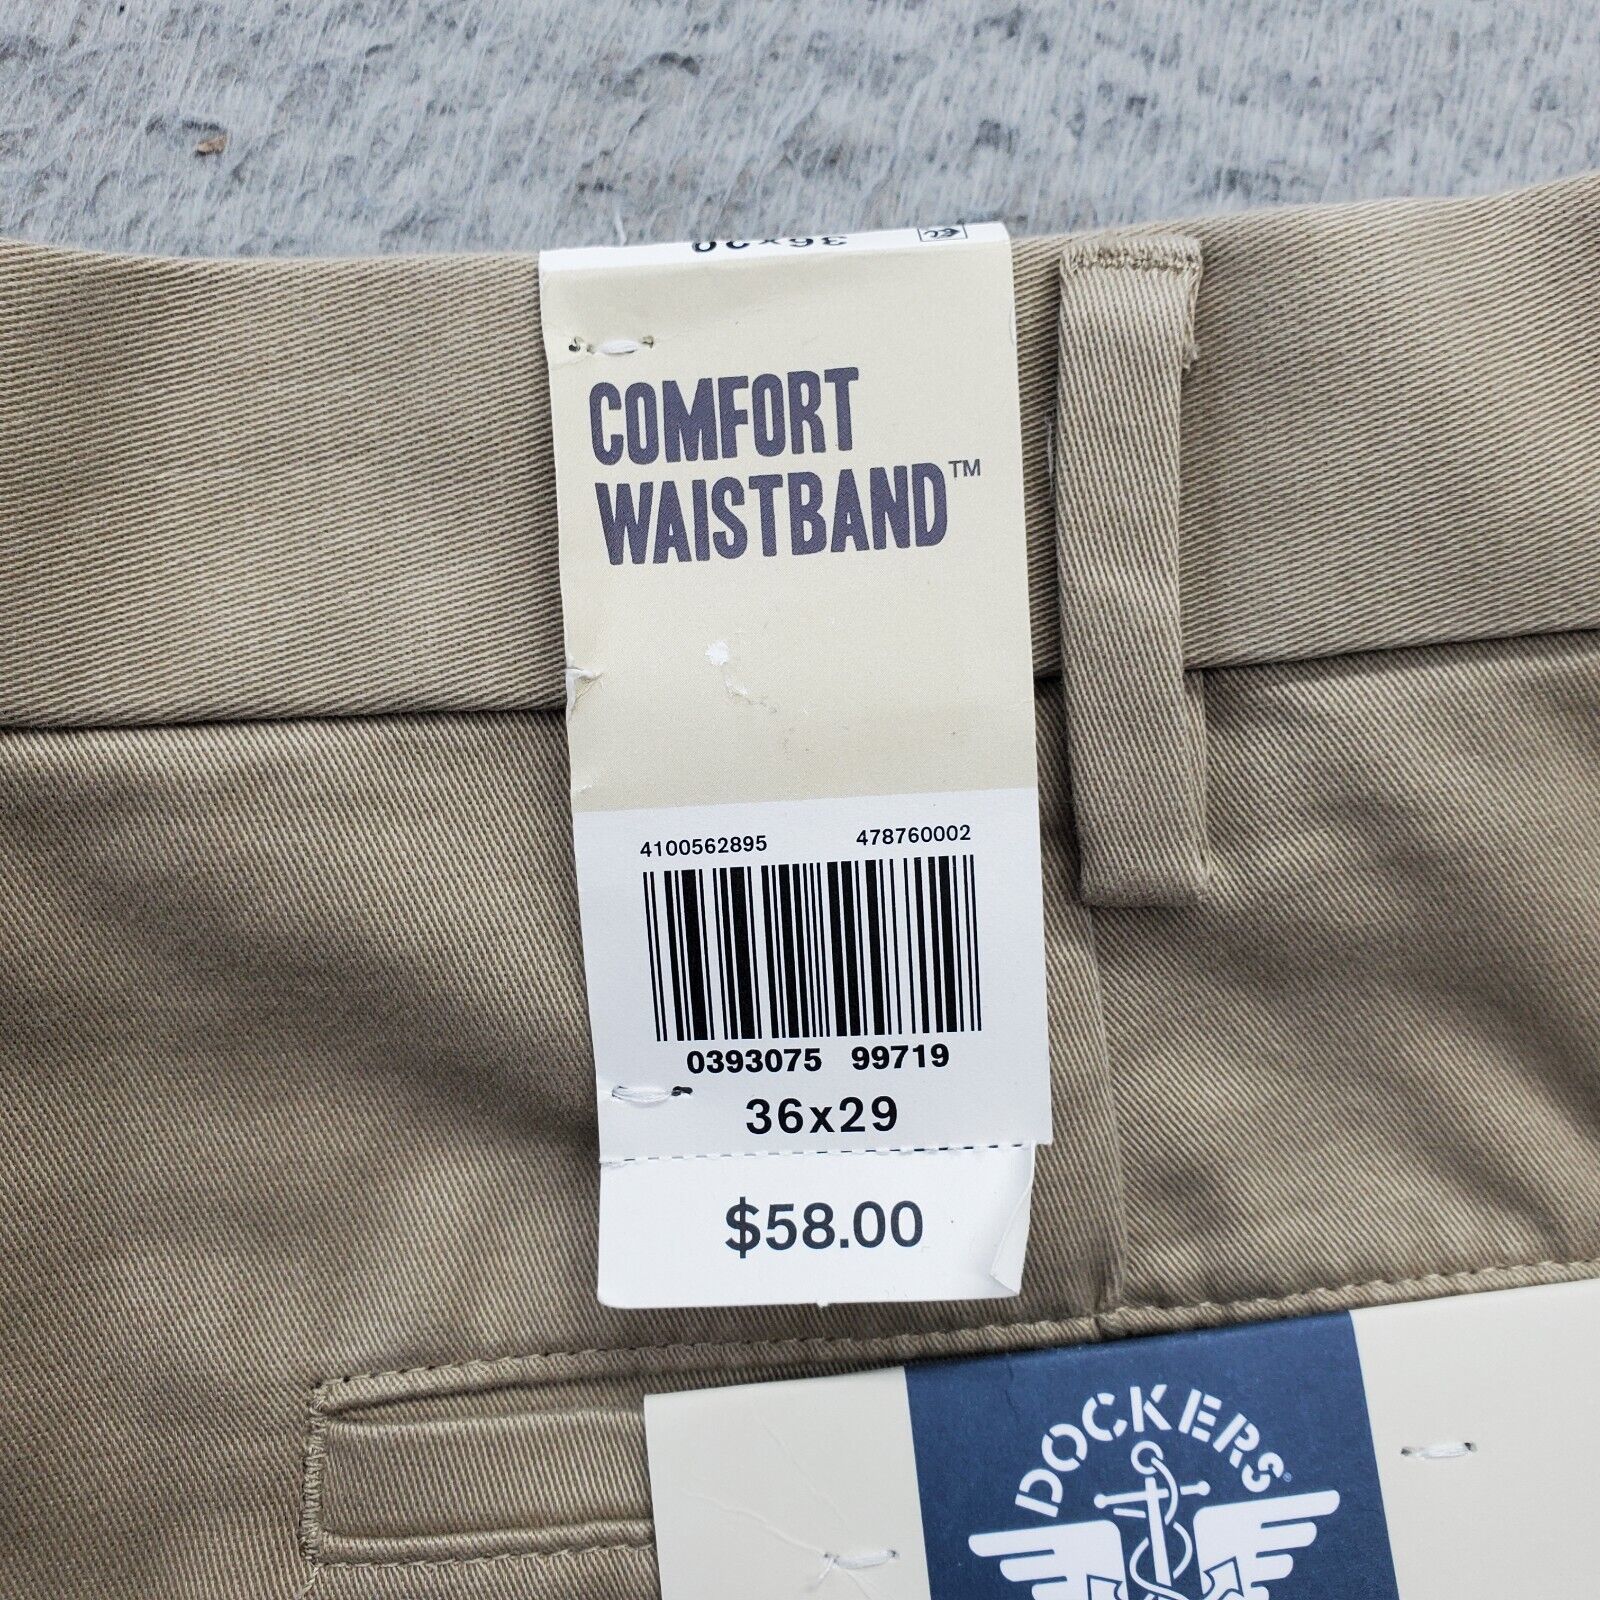 COMFORT
WAISTBAND™
4100562895 478760002
0393075 99719
36x29
$58.00
DOCKERS®